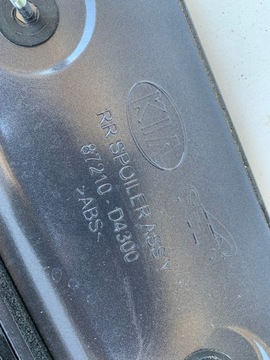 KIA
RR SPOILER ASSY
87210 - D4300
>ABS<